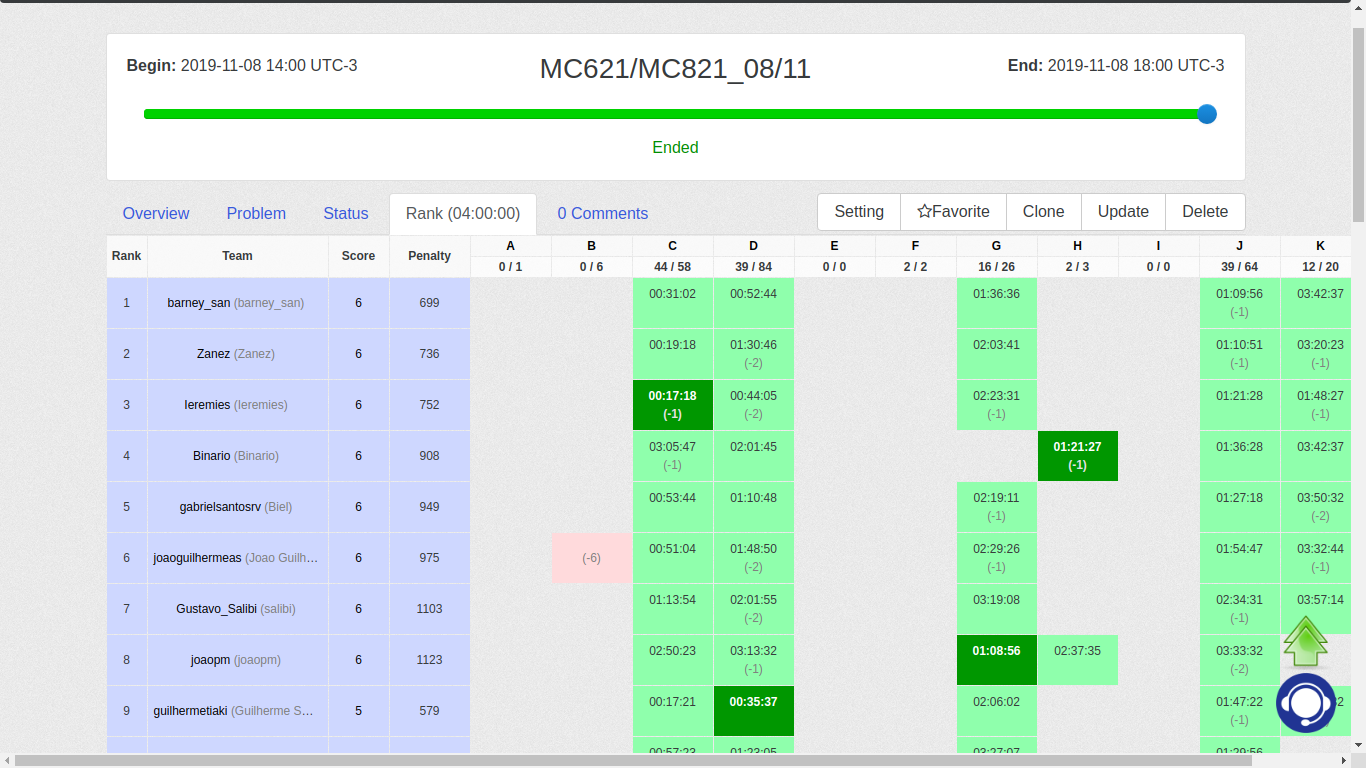 Begin: 2019-11-08 14:00 UTC-3 MC621/MC821_08/11 End: 2019-11-08 18:00 UTC-3
Ended
Overview Problem Status Rank (04:00:00) 0 Comments Setting Favorite Clone Update Delete
Rank Team Score Penalty A B C D E F G H I J K
0 / 1 0 / 6 44 / 58 39 / 84 0 / 0 2 / 2 16 / 26 2 / 3 0 / 0 39 / 64 12 / 20
1 barney_san (barney_san) 6 699 00:31:02 00:52:44 01:36:36 01:09:56 03:42:37
(-1)
2 Zanez (Zanez) 6 736 00:19:18 01:30:46 02:03:41 01:10:51 03:20:23
(-2) (-1) (-1)
3 Ieremies (Ieremies) 6 752 00:17:18 00:44:05 02:23:31 01:21:28 01:48:27
(-1) (-2) (-1) (-1)
4 Binario (Binario) 6 908 03:05:47 02:01:45 01:21:27 01:36:28 03:42:37
(-1) (-1)
5 gabrielsantosrv (Biel) 6 949 00:53:44 01:10:48 02:19:11 01:27:18 03:50:32
(-1) (-2)
6 joaoguilhermeas (Joao Guilh… 6 975 (-6) 00:51:04 01:48:50 02:29:26 01:54:47 03:32:44
(-2) (-1) (-1)
7 Gustavo_Salibi (salibi) 6 1103 01:13:54 02:01:55 03:19:08 02:34:31 03:57:14
(-2) (-1)
8 joaopm (joaopm) 6 1123 02:50:23 03:13:32 01:08:56 02:37:35 03:33:32
(-1) (-2)
9 guilhermetiaki (Guilherme S… 5 579 00:17:21 00:35:37 02:06:02 01:47:22
(-1)
00:57:23 01:23:05 03:27:07 01:29:56